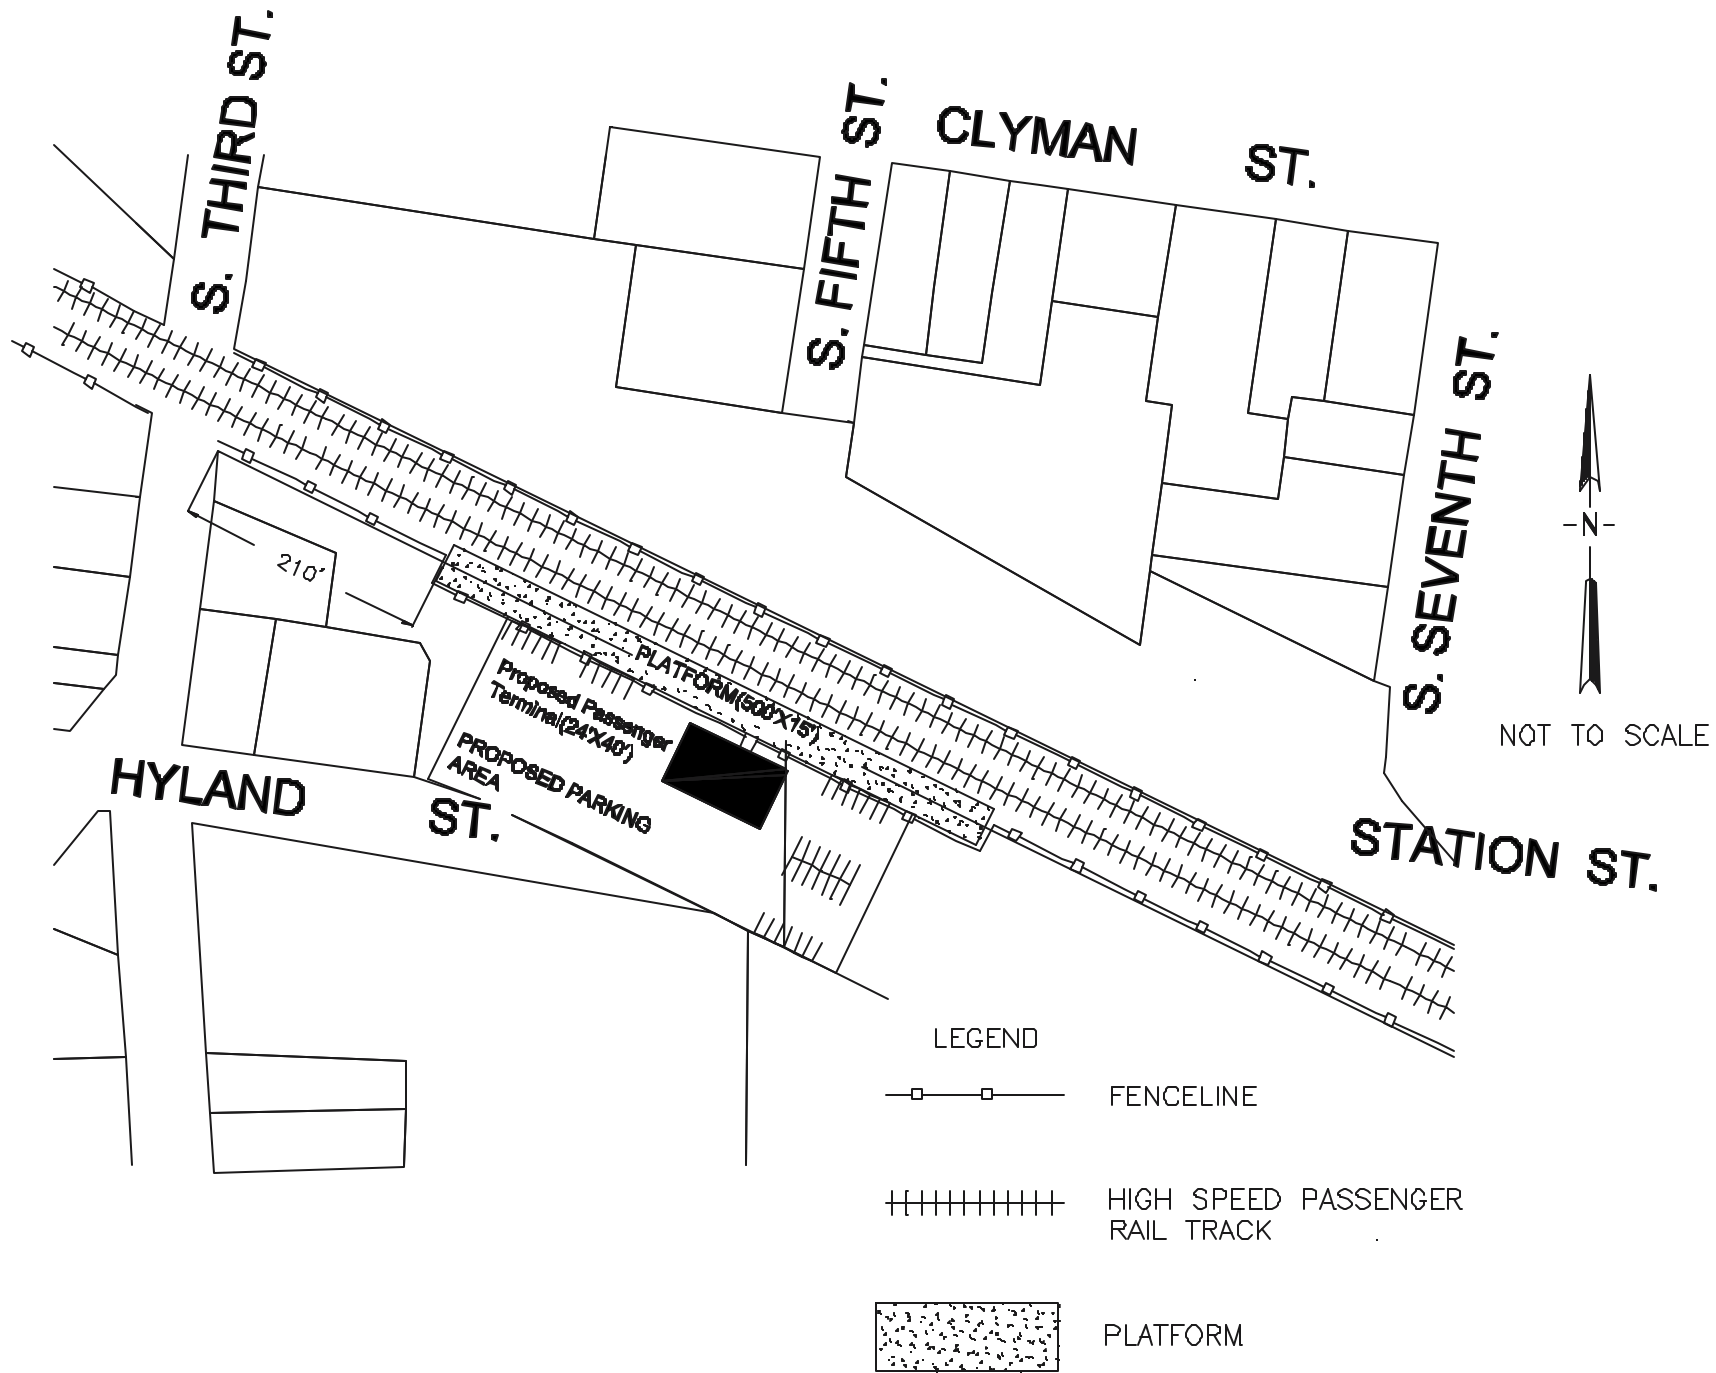 S. THIRD ST.
S. FIFTH ST.
CLYMAN ST.
S. SEVENTH ST.
N
NOT TO SCALE
210'
PLATFORM(500'X15')
Proposed Passenger
Terminal(24'X40')
PROPOSED PARKING
AREA
HYLAND ST.
STATION ST.
LEGEND
FENCELINE
HIGH SPEED PASSENGER
RAIL TRACK
PLATFORM